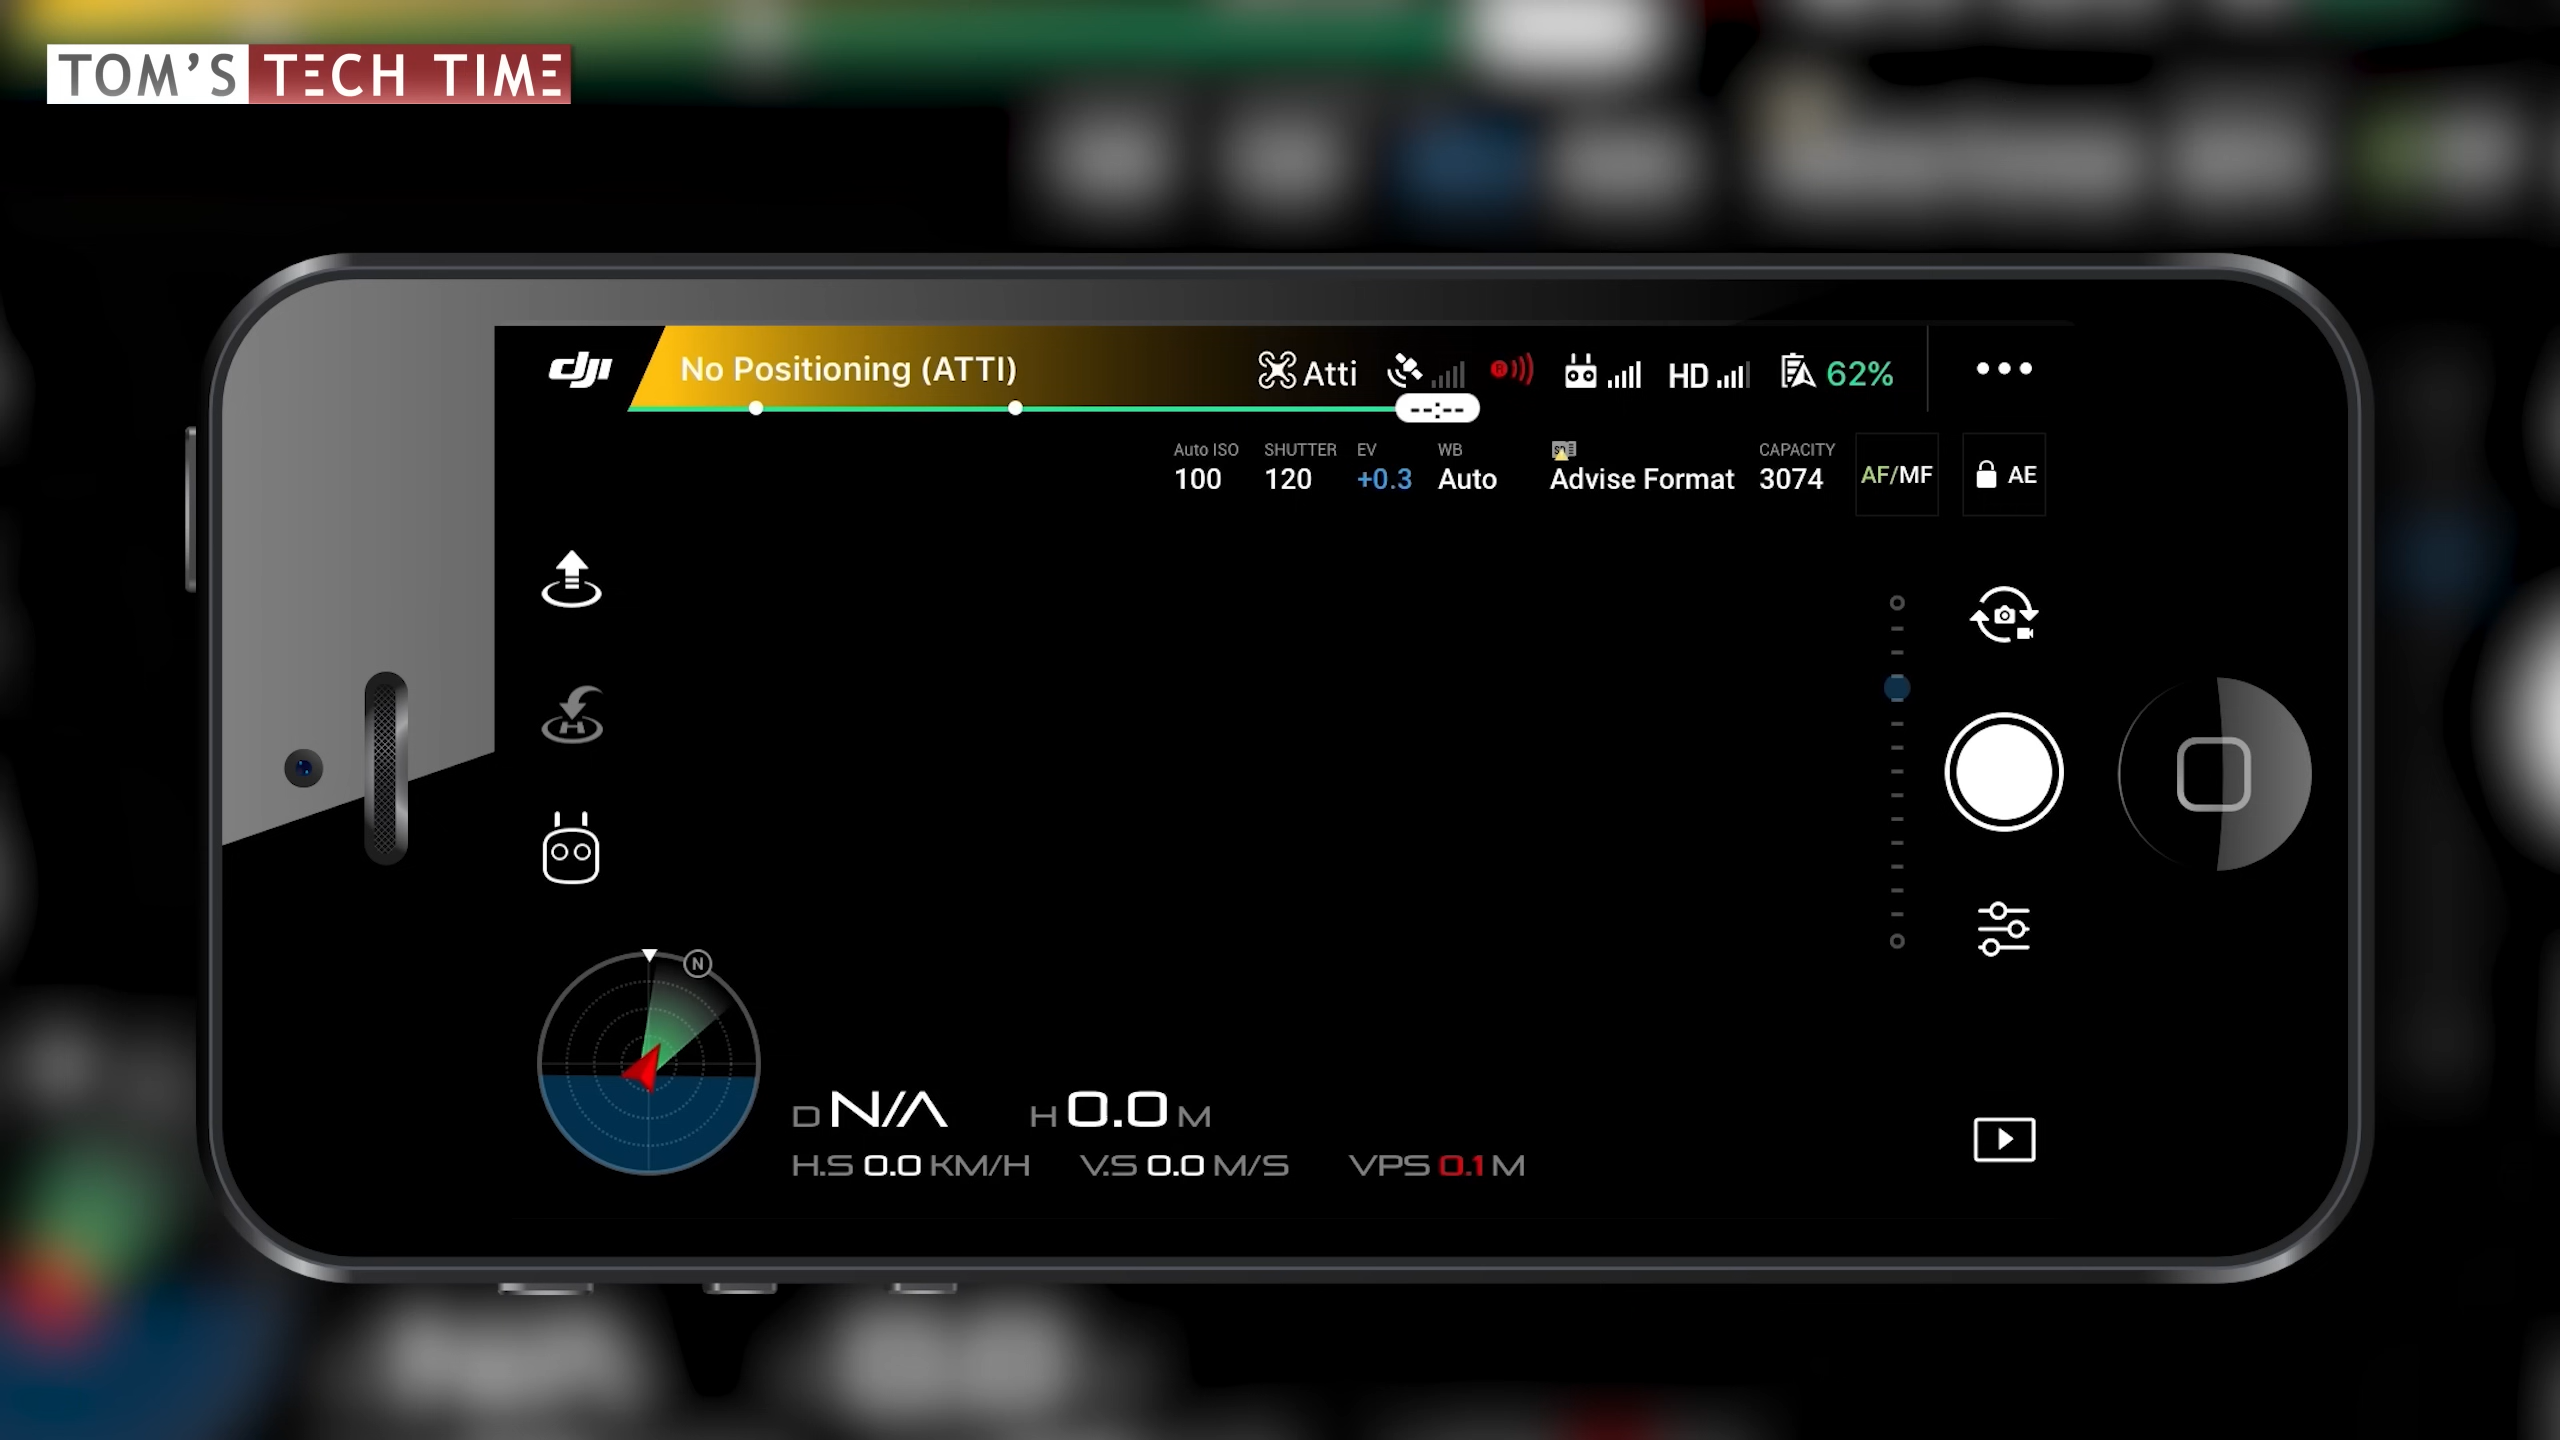 TOM'S TECH TIME
dji No Positioning (ATTI) Atti HD 62%
--:--
Auto ISO SHUTTER EV WB CAPACITY
100 120 +0.3 Auto Advise Format 3074 AF/MF AE
N
H
D N/A H 0.0 M
H.S 0.0 KM/H V.S 0.0 M/S VPS 0.1 M